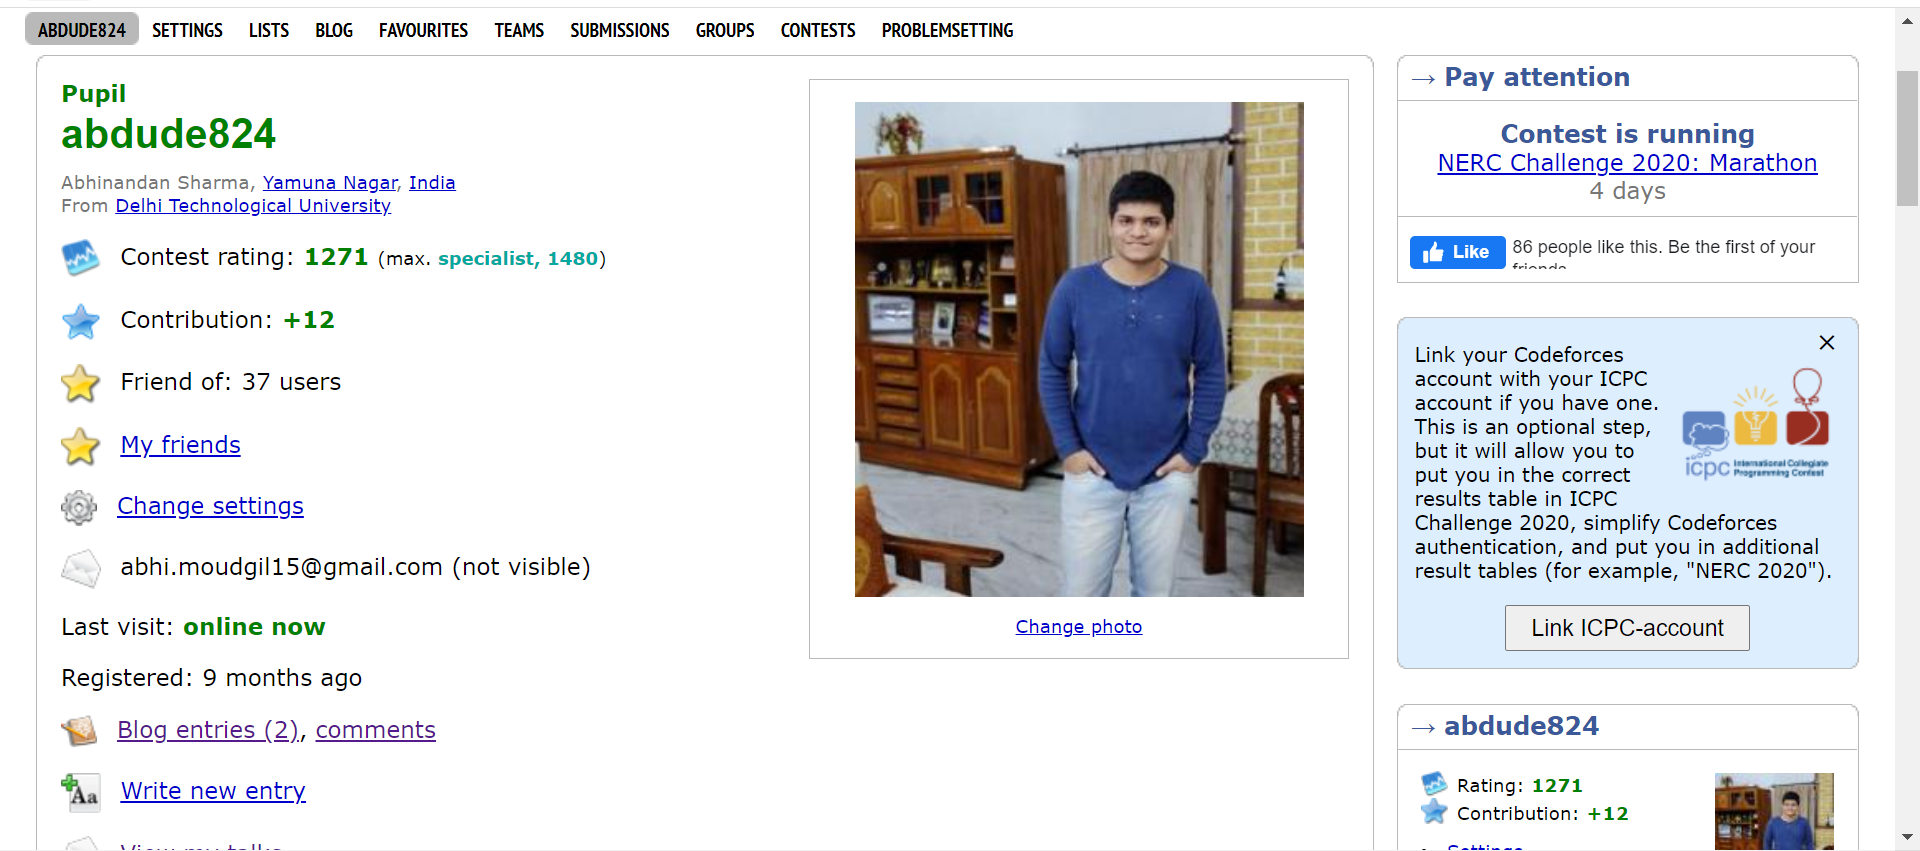 ABDUDE824 SETTINGS LISTS BLOG FAVOURITES TEAMS SUBMISSIONS GROUPS CONTESTS PROBLEMSETTING
Pupil
abdude824
Abhinandan Sharma, Yamuna Nagar, India
From Delhi Technological University
Contest rating: 1271 (max. specialist, 1480)
Contribution: +12
Friend of: 37 users
My friends
Change settings
abhi.moudgil15@gmail.com (not visible)
Last visit: online now
Registered: 9 months ago
Blog entries (2), comments
Write new entry
View my talks
Change photo
→ Pay attention
Contest is running
NERC Challenge 2020: Marathon
4 days
Like 86 people like this. Be the first of your
friends.
Link your Codeforces
account with your ICPC
account if you have one.
This is an optional step,
but it will allow you to
put you in the correct
results table in ICPC
Challenge 2020, simplify Codeforces
authentication, and put you in additional
result tables (for example, "NERC 2020").
icpc International Collegiate
Programming Contest
Link ICPC-account
→ abdude824
Rating: 1271
Contribution: +12
Settings